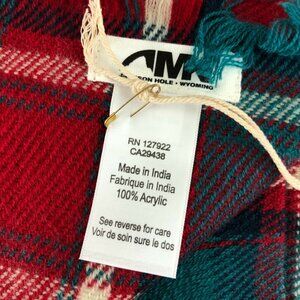 HOLE • WYOMING
RN 127922
CA29438
Made in India
Fabrique in India
100% Acrylic
See reverse for care
Voir de soin sure le dos